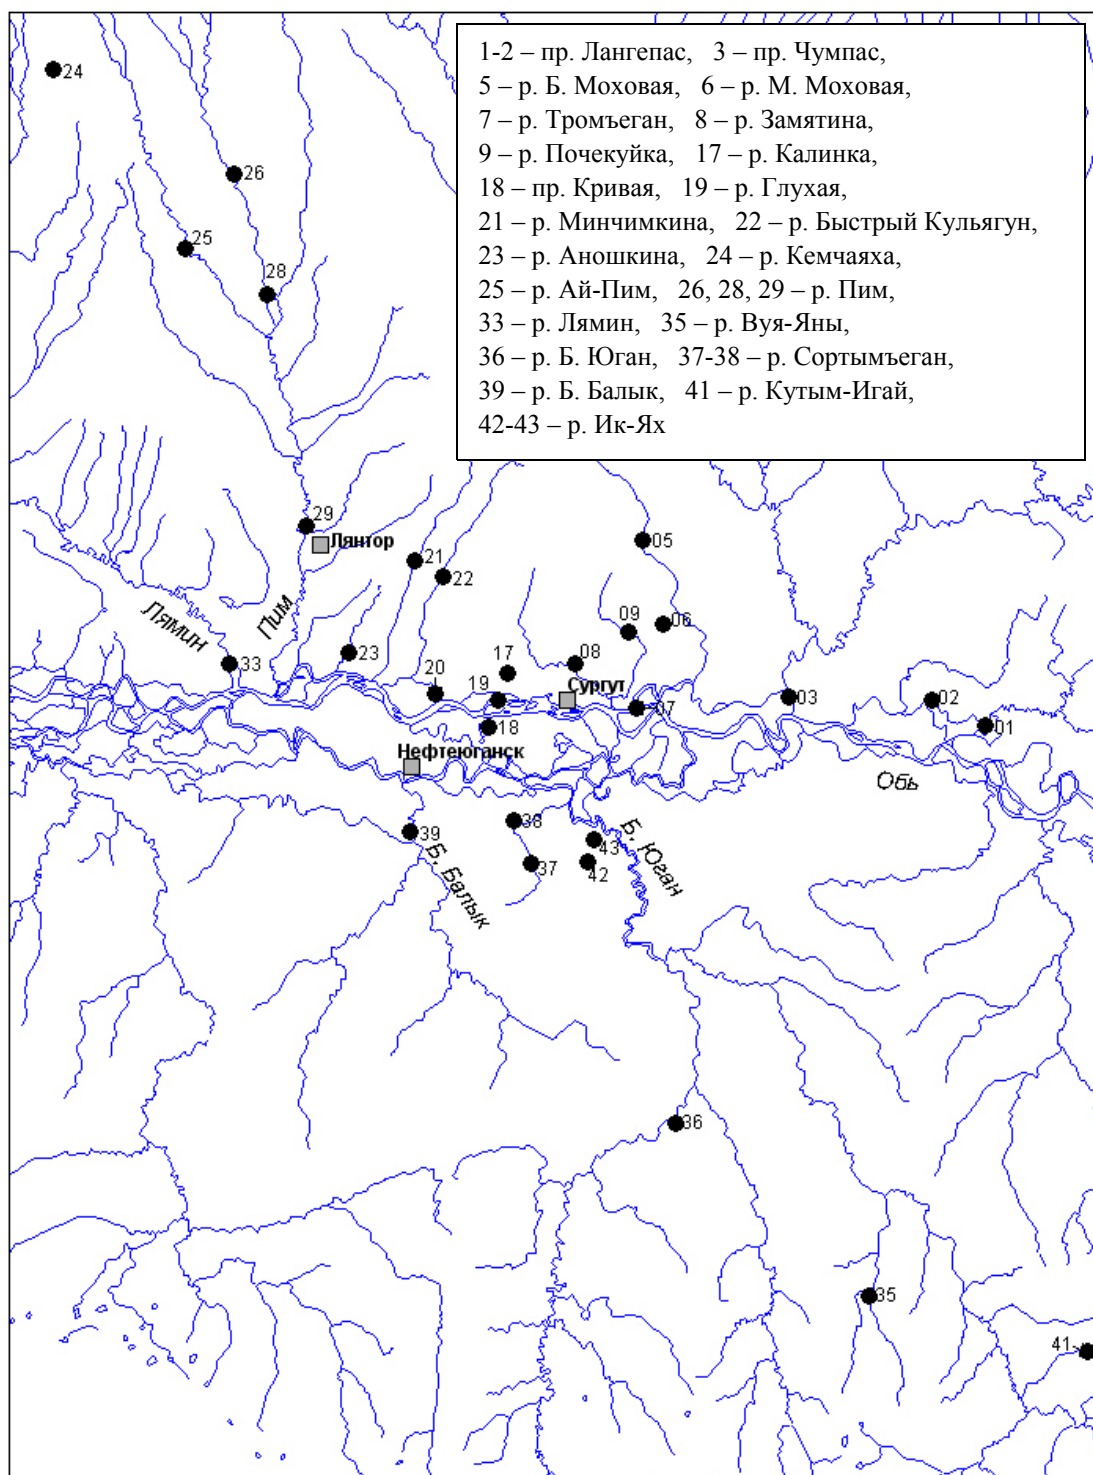 1-2 – пр. Лангепас, 3 – пр. Чумпас,
5 – р. Б. Моховая, 6 – р. М. Моховая,
7 – р. Тромъеган, 8 – р. Замятина,
9 – р. Почекуйка, 17 – р. Калинка,
18 – пр. Кривая, 19 – р. Глухая,
21 – р. Минчимкина, 22 – р. Быстрый Кульягун,
23 – р. Аношкина, 24 – р. Кемчаяха,
25 – р. Ай-Пим, 26, 28, 29 – р. Пим,
33 – р. Лямин, 35 – р. Вуя-Яны,
36 – р. Б. Юган, 37-38 – р. Сортымъеган,
39 – р. Б. Балык, 41 – р. Кутым-Игай,
42-43 – р. Ик-Ях
24
26
25
28
29
Лянтор
05
21
22
Пим
Лямин
09
06
23
33
17
08
20
Сургут
19
03
02
07
18
01
Нефтеюганск
Обь
38
Б. Юган
39
43
Б. Балык
37
42
36
35
41